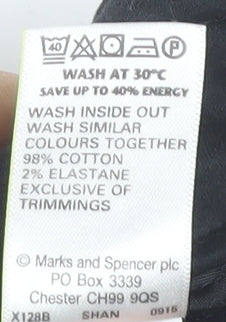 40 P
WASH AT 30°C
SAVE UP TO 40% ENERGY
WASH INSIDE OUT
WASH SIMILAR
COLOURS TOGETHER
98% COTTON
2% ELASTANE
EXCLUSIVE OF
TRIMMINGS
© Marks and Spencer plc
PO Box 3339
Chester CH99 9QS
X128B SHAN 0915